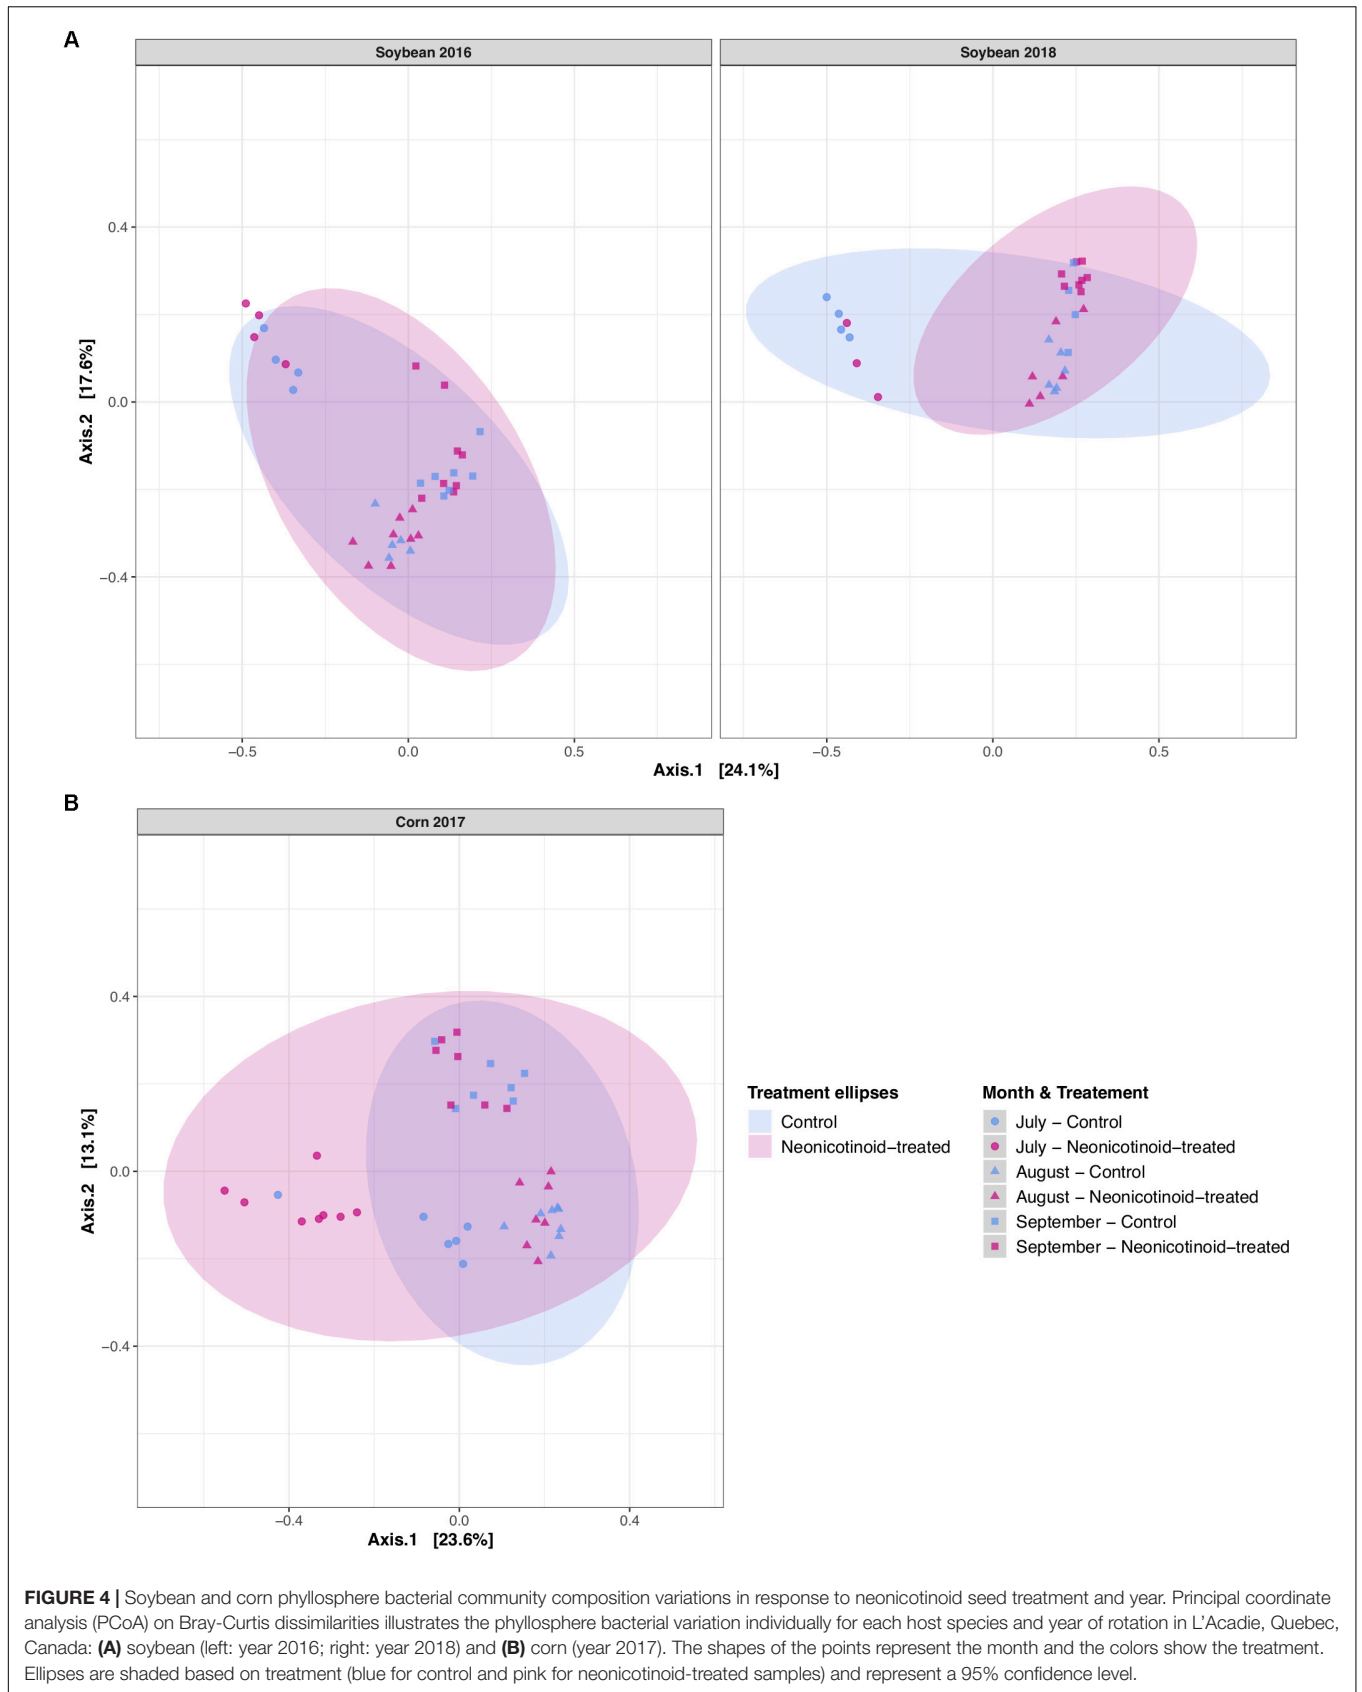 A
Soybean 2016
Soybean 2018
0.4
0.0
−0.4
Axis.2 [17.6%]
−0.5
0.0
0.5
−0.5
0.0
0.5
Axis.1 [24.1%]
B
Corn 2017
0.4
0.0
−0.4
Axis.2 [13.1%]
−0.4
0.0
0.4
Axis.1 [23.6%]
Treatment ellipses
Control
Neonicotinoid−treated
Month & Treatement
July − Control
July − Neonicotinoid−treated
August − Control
August − Neonicotinoid−treated
September − Control
September − Neonicotinoid−treated
FIGURE 4 | Soybean and corn phyllosphere bacterial community composition variations in response to neonicotinoid seed treatment and year. Principal coordinate
analysis (PCoA) on Bray-Curtis dissimilarities illustrates the phyllosphere bacterial variation individually for each host species and year of rotation in L’Acadie, Quebec,
Canada: (A) soybean (left: year 2016; right: year 2018) and (B) corn (year 2017). The shapes of the points represent the month and the colors show the treatment.
Ellipses are shaded based on treatment (blue for control and pink for neonicotinoid-treated samples) and represent a 95% confidence level.